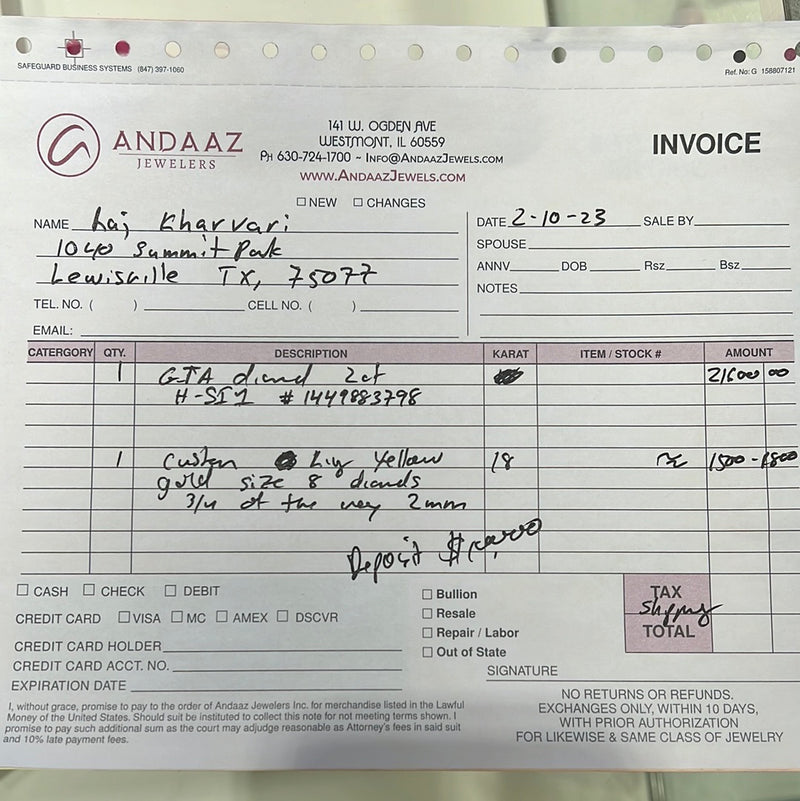 SAFEGUARD BUSINESS SYSTEMS (847) 397-1060
Ref. No: G 158807121
ANDAAZ
JEWELERS
141 W. OGDEN AVE
WESTMONT, IL 60559
PH 630-724-1700 ~ INFO@ANDAAZJEWELS.COM
WWW.ANDAAZJEWELS.COM
INVOICE
NEW CHANGES
NAME Raj Kharvari
1040 Summit Park
Lewisville TX, 75077
TEL. NO. ( ) CELL NO. ( )
EMAIL:
DATE 2-10-23 SALE BY
SPOUSE
ANNV. DOB Rsz Bsz
NOTES
CATERGORY QTY. DESCRIPTION KARAT ITEM / STOCK # AMOUNT
1 GIA diamd 2ct 21600 00
H-SI1 #1449883798
1 Custom Yellow 18 1500-1800
gold size 8 diamds
3/4 of the way 2mm
Deposit
CASH CHECK DEBIT
CREDIT CARD VISA MC AMEX DSCVR
CREDIT CARD HOLDER
CREDIT CARD ACCT. NO.
EXPIRATION DATE
Bullion
Resale
Repair / Labor
Out of State
TAX
Shipping
TOTAL
SIGNATURE
I, without grace, promise to pay to the order of Andaaz Jewelers Inc. for merchandise listed in the Lawful
Money of the United States. Should suit be instituted to collect this note for not meeting terms shown. I
promise to pay such additional sum as the court may adjudge reasonable as Attorney's fees in said suit
and 10% late payment fees.
NO RETURNS OR REFUNDS.
EXCHANGES ONLY, WITHIN 10 DAYS,
WITH PRIOR AUTHORIZATION
FOR LIKEWISE & SAME CLASS OF JEWELRY